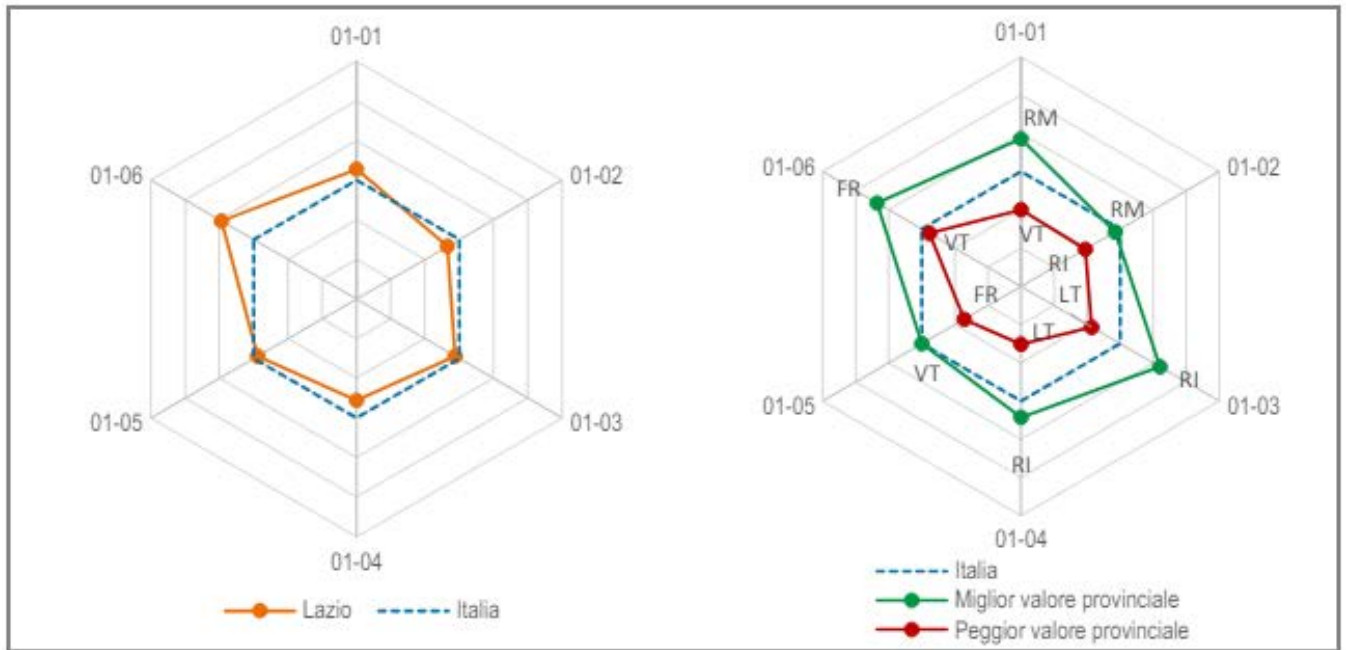 01-01
01-06
01-02
01-05
01-03
01-04
Lazio
Italia
01-01
RM
01-06
01-02
FR
RM
VT
VT
RI
FR
LT
LT
VT
RI
01-05
01-03
RI
01-04
Italia
Miglior valore provinciale
Peggior valore provinciale